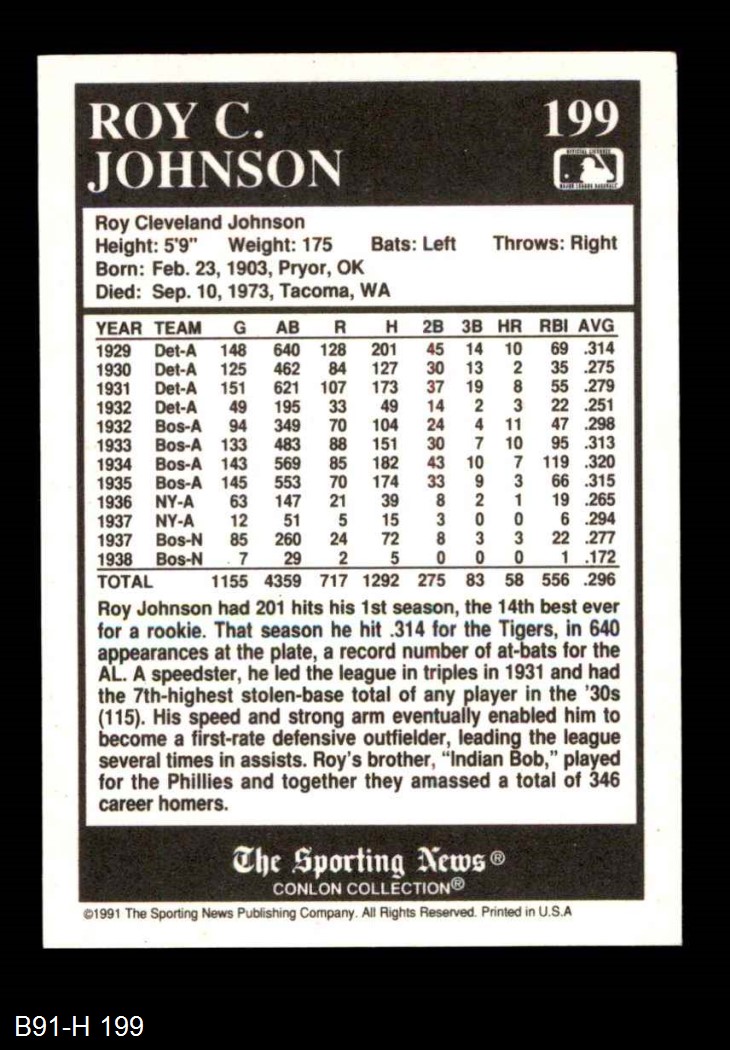 ROY C. 199
JOHNSON
OFFICIAL LICENSEE
MAJOR LEAGUE BASEBALL
Roy Cleveland Johnson
Height: 5'9" Weight: 175 Bats: Left Throws: Right
Born: Feb. 23, 1903, Pryor, OK
Died: Sep. 10, 1973, Tacoma, WA
YEAR TEAM G AB R H 2B 3B HR RBI AVG
1929 Det-A 148 640 128 201 45 14 10 69 .314
1930 Det-A 125 462 84 127 30 13 2 35 .275
1931 Det-A 151 621 107 173 37 19 8 55 .279
1932 Det-A 49 195 33 49 14 2 3 22 .251
1932 Bos-A 94 349 70 104 24 4 11 47 .298
1933 Bos-A 133 483 88 151 30 7 10 95 .313
1934 Bos-A 143 569 85 182 43 10 7 119 .320
1935 Bos-A 145 553 70 174 33 9 3 66 .315
1936 NY-A 63 147 21 39 8 2 1 19 .265
1937 NY-A 12 51 5 15 3 0 0 6 .294
1937 Bos-N 85 260 24 72 8 3 3 22 .277
1938 Bos-N 7 29 2 5 0 0 0 1 .172
TOTAL 1155 4359 717 1292 275 83 58 556 .296
Roy Johnson had 201 hits his 1st season, the 14th best ever
for a rookie. That season he hit .314 for the Tigers, in 640
appearances at the plate, a record number of at-bats for the
AL. A speedster, he led the league in triples in 1931 and had
the 7th-highest stolen-base total of any player in the '30s
(115). His speed and strong arm eventually enabled him to
become a first-rate defensive outfielder, leading the league
several times in assists. Roy's brother, “Indian Bob,” played
for the Phillies and together they amassed a total of 346
career homers.
The Sporting News®
CONLON COLLECTION®
©1991 The Sporting News Publishing Company. All Rights Reserved. Printed in U.S.A
B91-H 199